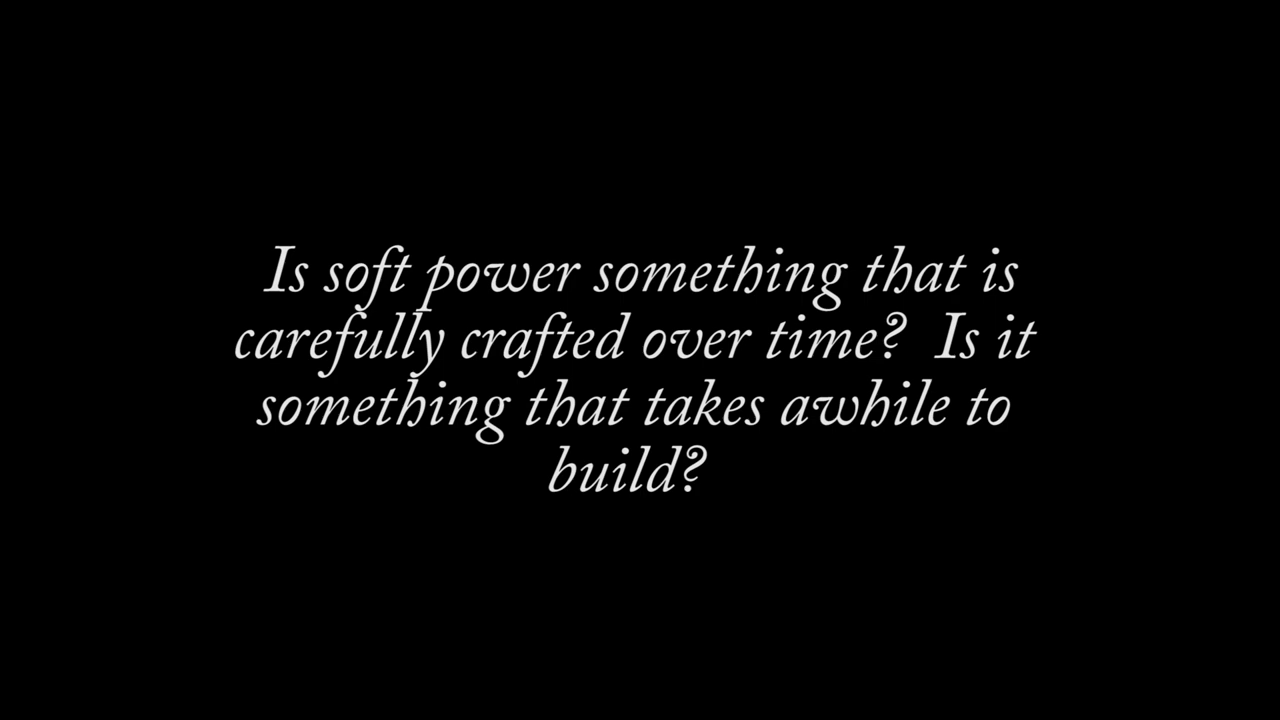 Is soft power something that is
carefully crafted over time?  Is it
something that takes awhile to
build?